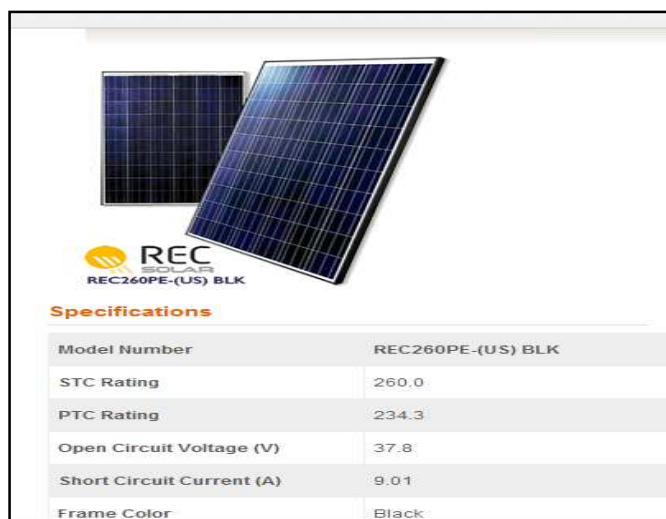 REC
SOLAR
REC260PE-(US) BLK
Specifications
Model Number REC260PE-(US) BLK
STC Rating 260.0
PTC Rating 234.3
Open Circuit Voltage (V) 37.8
Short Circuit Current (A) 9.01
Frame Color Black